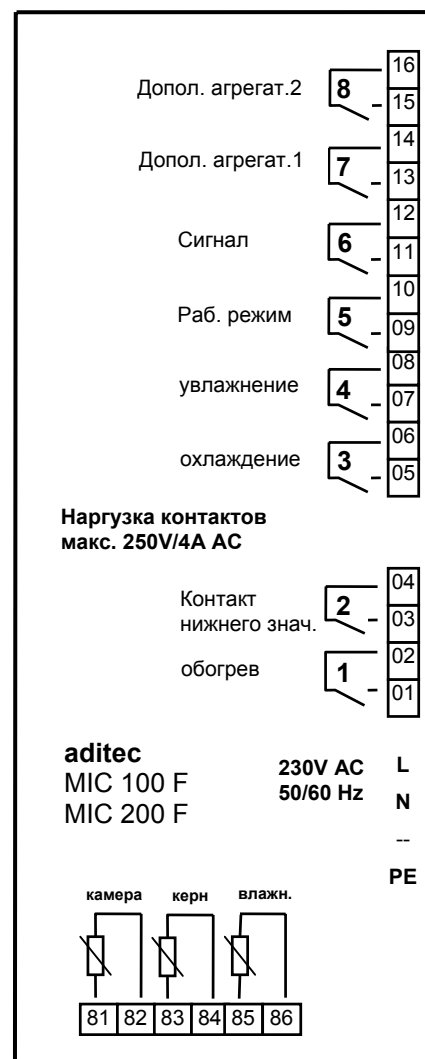 16
Допол. агрегат.2 8
15
14
Допол. агрегат.1 7
13
12
Сигнал 6
11
10
Раб. режим 5
09
08
увлажнение 4
07
06
охлаждение 3
05
Наргузка контактов
макс. 250V/4A AC
04
Контакт 2
нижнего знач. 03
02
обогрев 1
01
aditec 230V AC L
MIC 100 F 50/60 Hz N
MIC 200 F
--
PE
камера керн влажн.
81 82 83 84 85 86